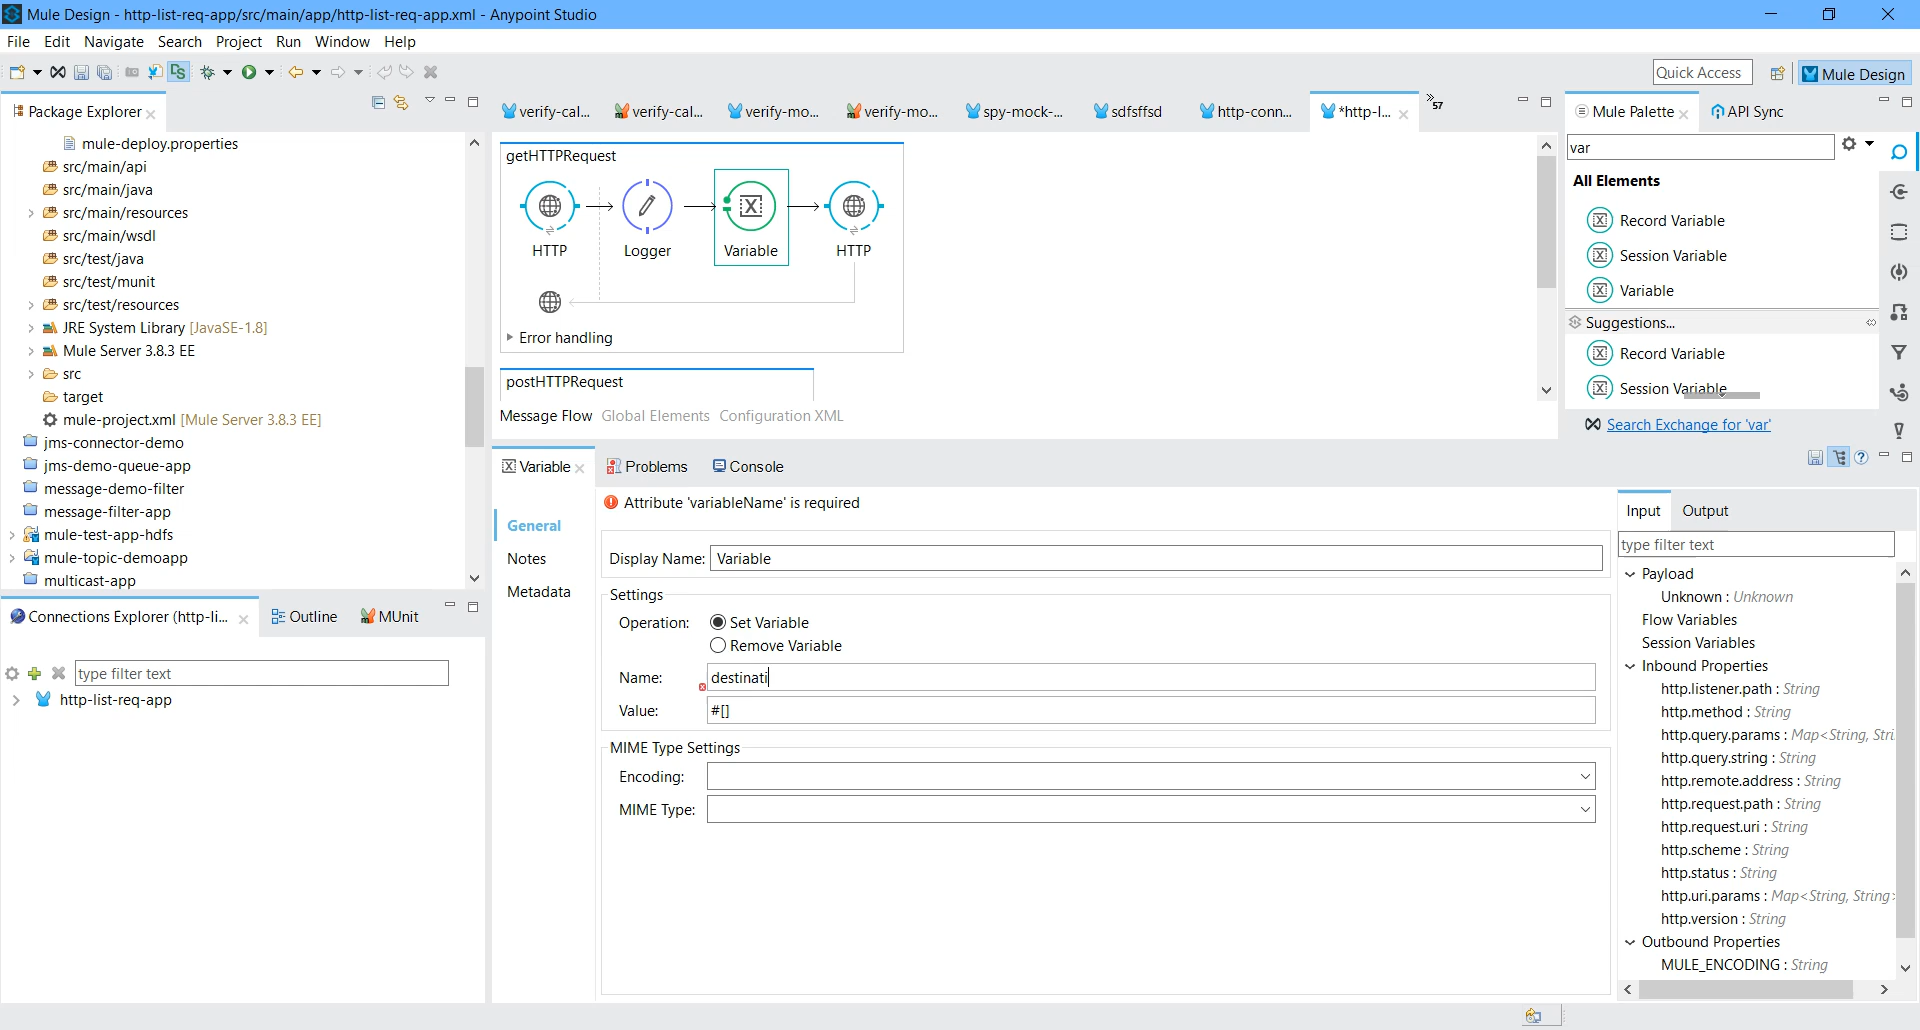 Mule Design - http-list-req-app/src/main/app/http-list-req-app.xml - Anypoint Studio
File Edit Navigate Search Project Run Window Help
Quick Access
Mule Design
Package Explorer
mule-deploy.properties
src/main/api
src/main/java
src/main/resources
src/main/wsdl
src/test/java
src/test/munit
src/test/resources
JRE System Library [JavaSE-1.8]
Mule Server 3.8.3 EE
src
target
mule-project.xml [Mule Server 3.8.3 EE]
jms-connector-demo
jms-demo-queue-app
message-demo-filter
message-filter-app
mule-test-app-hdfs
mule-topic-demoapp
multicast-app
Connections Explorer (http-li...
Outline
MUnit
type filter text
http-list-req-app
verify-cal...
verify-cal...
verify-mo...
verify-mo...
spy-mock-...
sdfsffsd
http-conn...
*http-l...
»57
getHTTPRequest
HTTP
Logger
Variable
HTTP
Error handling
postHTTPRequest
Message Flow Global Elements Configuration XML
Mule Palette
API Sync
var
All Elements
Record Variable
Session Variable
Variable
Suggestions...
Record Variable
Session Variable
Search Exchange for 'var'
Variable
Problems
Console
Attribute 'variableName' is required
General
Notes
Metadata
Display Name: Variable
Settings
Operation: Set Variable
Remove Variable
Name: destinati
Value: #[]
MIME Type Settings
Encoding:
MIME Type:
Input
Output
type filter text
Payload
Unknown : Unknown
Flow Variables
Session Variables
Inbound Properties
http.listener.path : String
http.method : String
http.query.params : Map<String, Stri
http.query.string : String
http.remote.address : String
http.request.path : String
http.request.uri : String
http.scheme : String
http.status : String
http.uri.params : Map<String, String>
http.version : String
Outbound Properties
MULE_ENCODING : String